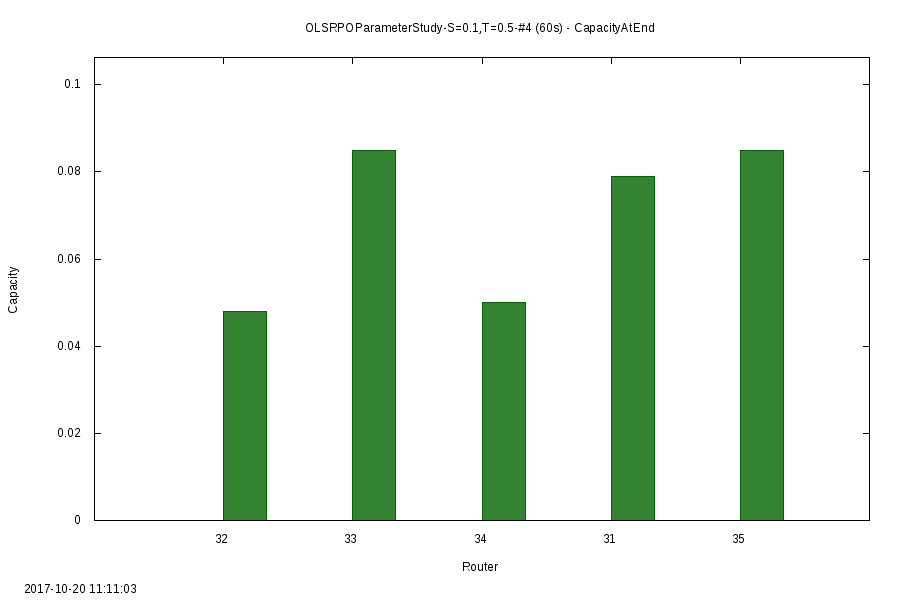 OLSRPOParameterStudy-S=0.1,T=0.5-#4 (60s) - CapacityAtEnd
0.1
0.08
0.06
0.04
0.02
0
Capacity
32 33 34 31 35
Router
2017-10-20 11:11:03